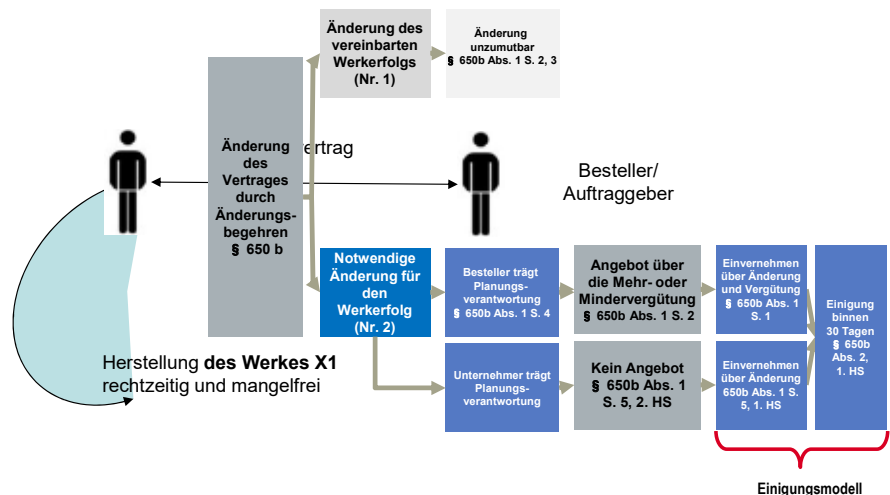 Änderung des
vereinbarten
Werkerfolgs
(Nr. 1)
Änderung
unzumutbar
§ 650b Abs. 1 S. 2, 3
Änderung
des
Vertrages
durch
Änderungs-
begehren
§ 650 b
ertrag
Besteller/
Auftraggeber
Notwendige
Änderung für
den
Werkerfolg
(Nr. 2)
Besteller trägt
Planungs-
verantwortung
§ 650b Abs. 1 S. 4
Angebot über
die Mehr- oder
Mindervergütung
§ 650b Abs. 1 S. 2
Einvernehmen
über Änderung
und Vergütung
§ 650b Abs. 1
S. 1
Einigung
binnen
30 Tagen
§ 650b
Abs. 2,
1. HS
Unternehmer trägt
Planungs-
verantwortung
Kein Angebot
§ 650b Abs. 1
S. 5, 2. HS
Einvernehmen
über Änderung
650b Abs. 1 S.
5, 1. HS
Herstellung des Werkes X1
rechtzeitig und mangelfrei
Einigungsmodell